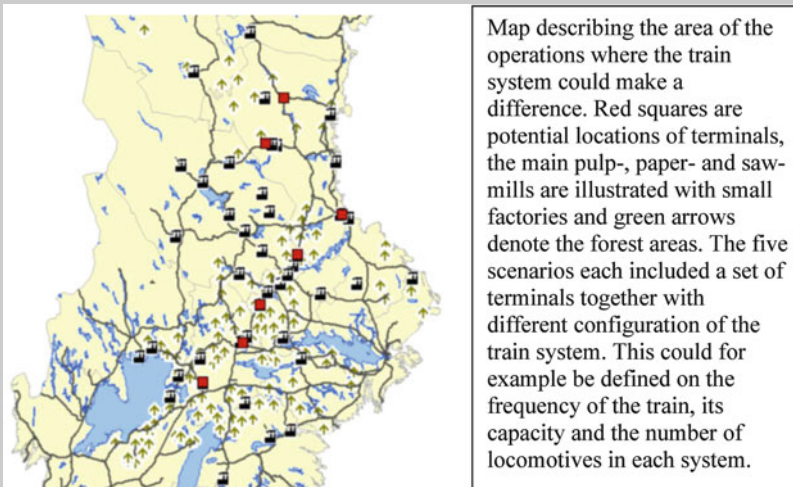 Map describing the area of the
operations where the train
system could make a
difference. Red squares are
potential locations of terminals,
the main pulp-, paper- and saw-
mills are illustrated with small
factories and green arrows
denote the forest areas. The five
scenarios each included a set of
terminals together with
different configuration of the
train system. This could for
example be defined on the
frequency of the train, its
capacity and the number of
locomotives in each system.